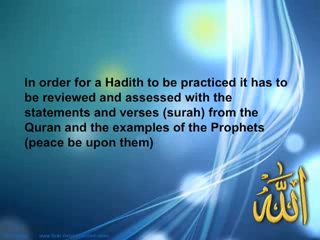 In order for a Hadith to be practiced it has to
be reviewed and assessed with the
statements and verses (surah) from the
Quran and the examples of the Prophets
(peace be upon them)
الله